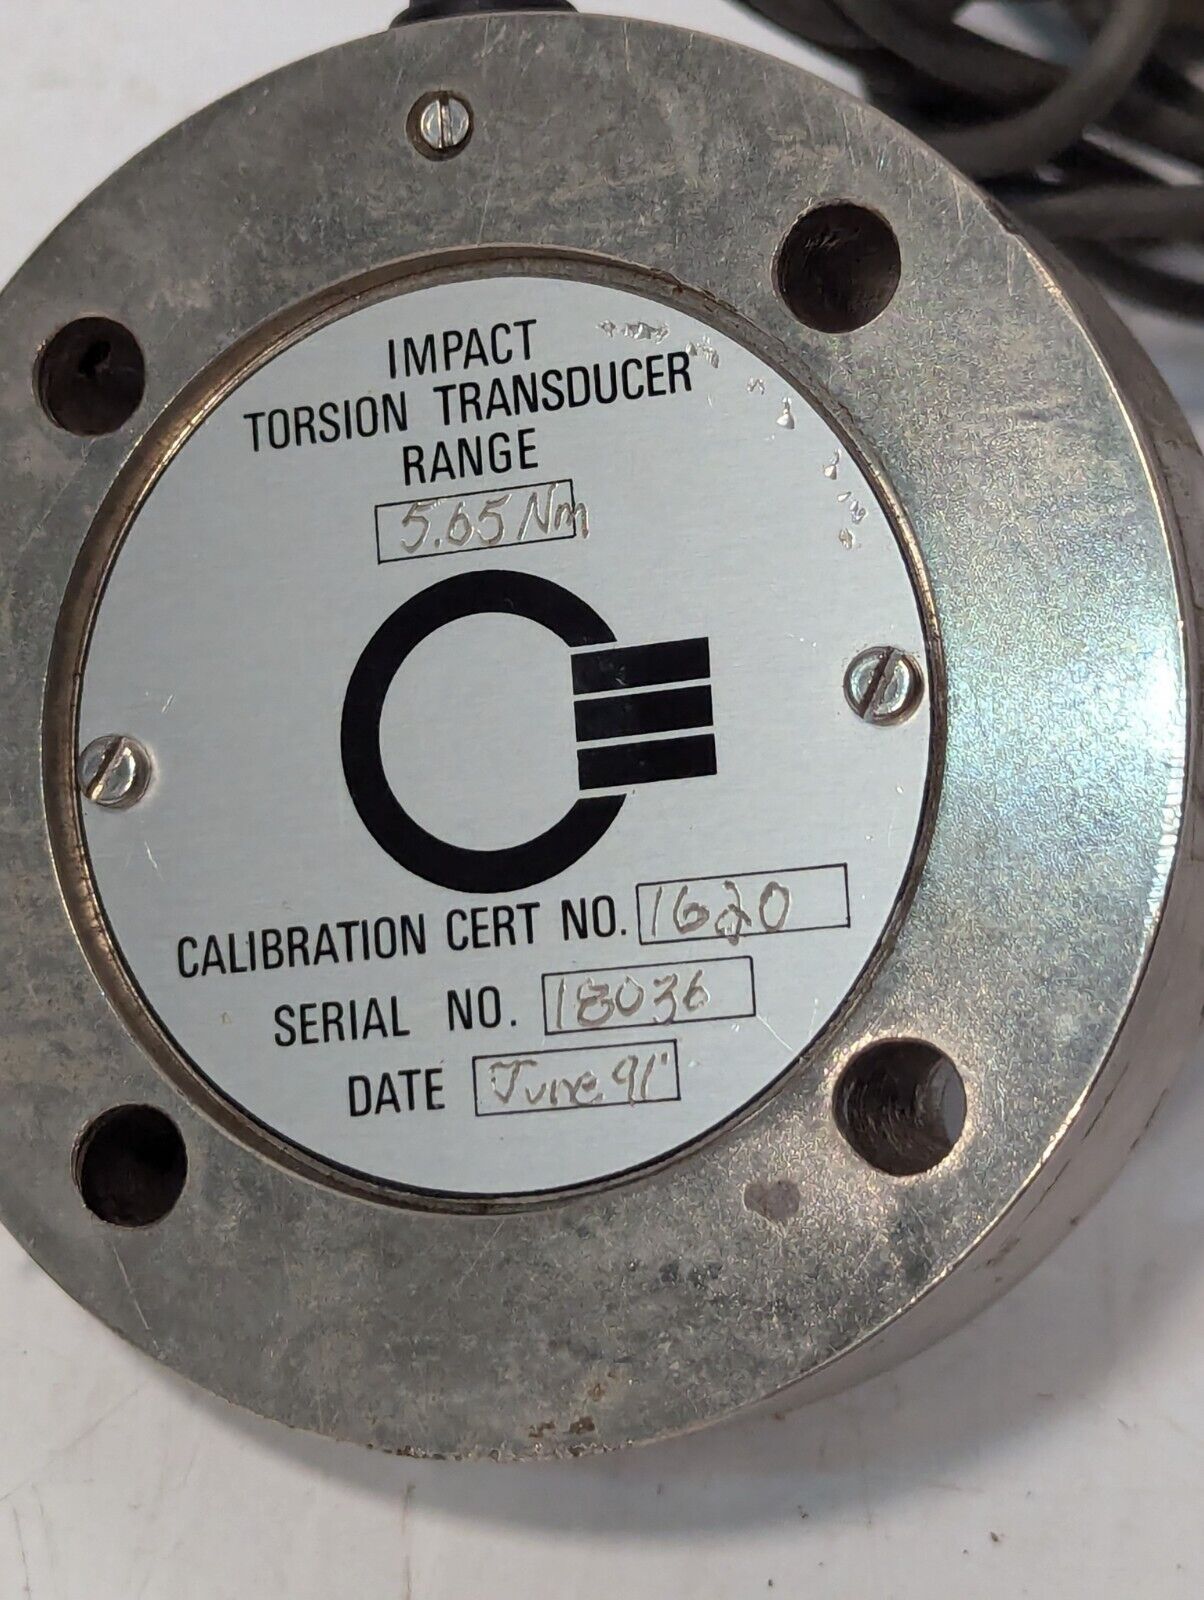 IMPACT
TORSION TRANSDUCER
RANGE
5.65 Nm
CALIBRATION CERT NO. 1620
SERIAL NO. 18036
DATE June 91'